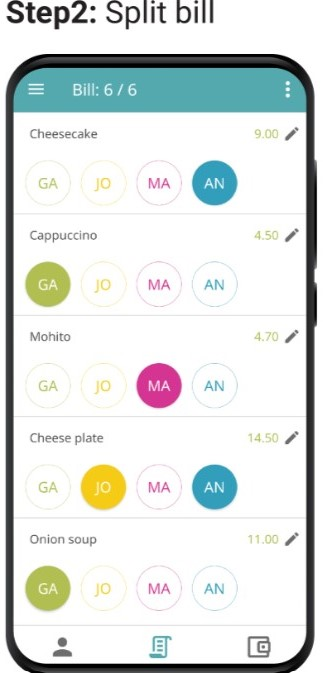 Step2: Split bill
Bill: 6 / 6
Cheesecake 9.00
GA JO MA AN
Cappuccino 4.50
GA JO MA AN
Mohito 4.70
GA JO MA AN
Cheese plate 14.50
GA JO MA AN
Onion soup 11.00
GA JO MA AN